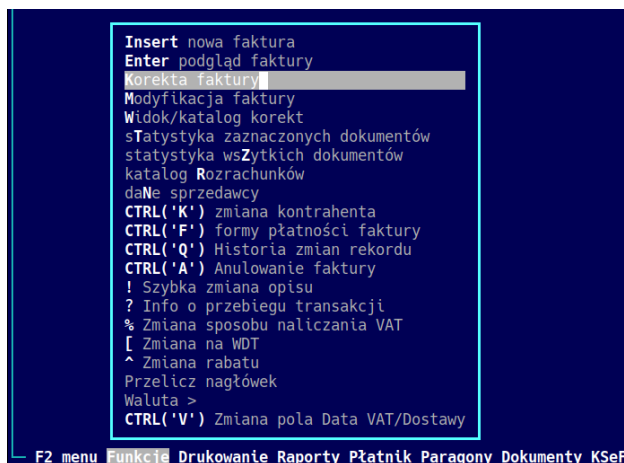 Insert nowa faktura
Enter podgląd faktury
Korekta faktury
Modyfikacja faktury
Widok/katalog korekt
sTatystyka zaznaczonych dokumentów
statystyka wsZytkich dokumentów
katalog Rozrachunków
daNe sprzedawcy
CTRL('K') zmiana kontrahenta
CTRL('F') formy płatności faktury
CTRL('Q') Historia zmian rekordu
CTRL('A') Anulowanie faktury
! Szybka zmiana opisu
? Info o przebiegu transakcji
% Zmiana sposobu naliczania VAT
[ Zmiana na WDT
^ Zmiana rabatu
Przelicz nagłówek
Waluta >
CTRL('V') Zmiana pola Data VAT/Dostawy
F2 menu Funkcje Drukowanie Raporty Płatnik Paragony Dokumenty KSeF